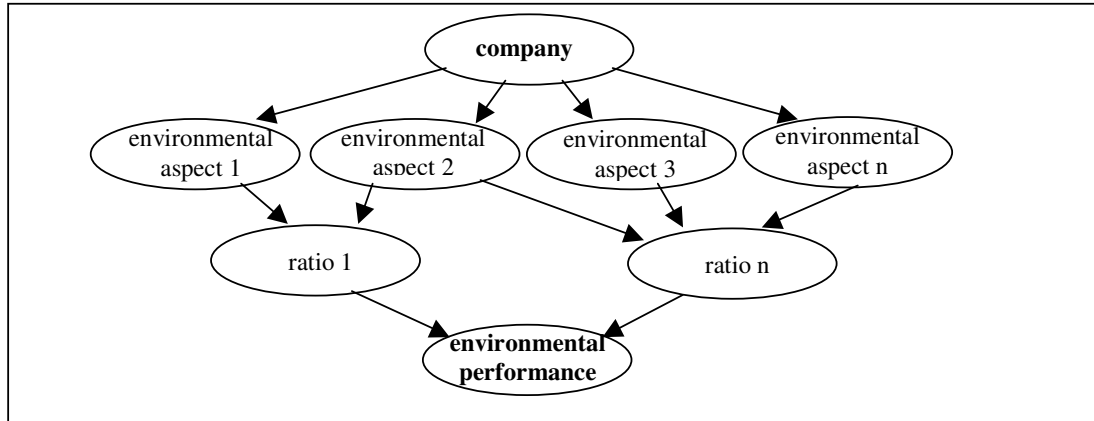 company
environmental
aspect 1
environmental
aspect 2
environmental
aspect 3
environmental
aspect n
ratio 1
ratio n
environmental
performance